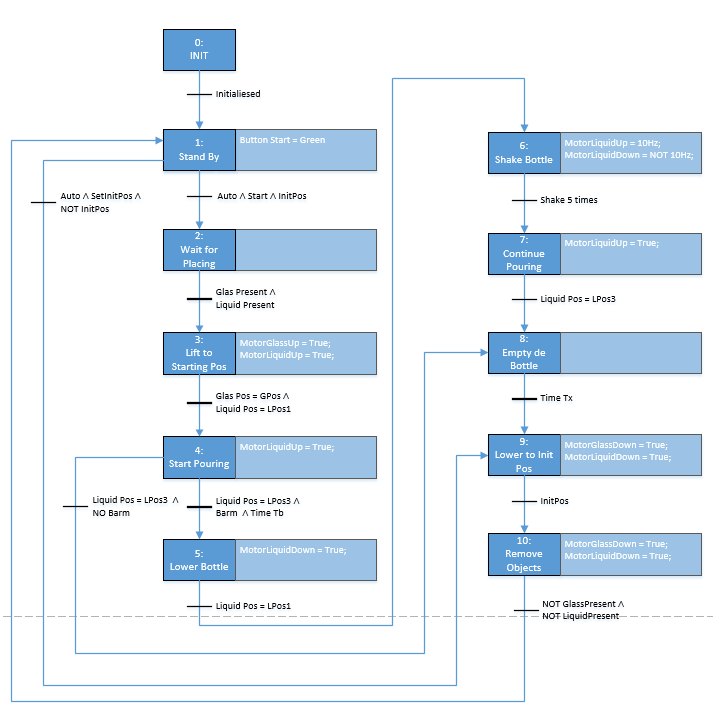 0:
INIT
Initialiesed
1:
Stand By
Button Start = Green
Auto ∧ SetInitPos ∧
NOT InitPos
Auto ∧ Start ∧ InitPos
2:
Wait for
Placing
Glas Present ∧
Liquid Present
3:
Lift to
Starting Pos
MotorGlassUp = True;
MotorLiquidUp = True;
Glas Pos = GPos ∧
Liquid Pos = LPos1
4:
Start Pouring
MotorLiquidUp = True;
Liquid Pos = LPos3 ∧
NO Barm
Liquid Pos = LPos3 ∧
Barm ∧ Time Tb
5:
Lower Bottle
MotorLiquidDown = True;
Liquid Pos = LPos1
6:
Shake Bottle
MotorLiquidUp = 10Hz;
MotorLiquidDown = NOT 10Hz;
Shake 5 times
7:
Continue
Pouring
MotorLiquidUp = True;
Liquid Pos = LPos3
8:
Empty de
Bottle
Time Tx
9:
Lower to Init
Pos
MotorGlassDown = True;
MotorLiquidDown = True;
InitPos
10:
Remove
Objects
MotorGlassDown = True;
MotorLiquidDown = True;
NOT GlassPresent ∧
NOT LiquidPresent